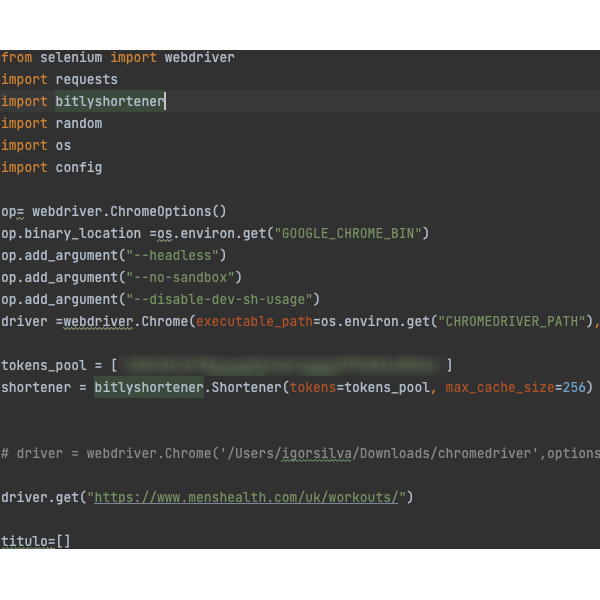 from selenium import webdriver
import requests
import bitlyshortener
import random
import os
import config
op= webdriver.ChromeOptions()
op.binary_location =os.environ.get("GOOGLE_CHROME_BIN")
op.add_argument("--headless")
op.add_argument("--no-sandbox")
op.add_argument("--disable-dev-sh-usage")
driver =webdriver.Chrome(executable_path=os.environ.get("CHROMEDRIVER_PATH"),
tokens_pool = [ ]
shortener = bitlyshortener.Shortener(tokens=tokens_pool, max_cache_size=256)
# driver = webdriver.Chrome('/Users/igorsilva/Downloads/chromedriver',options
driver.get("https://www.menshealth.com/uk/workouts/")
titulo=[]